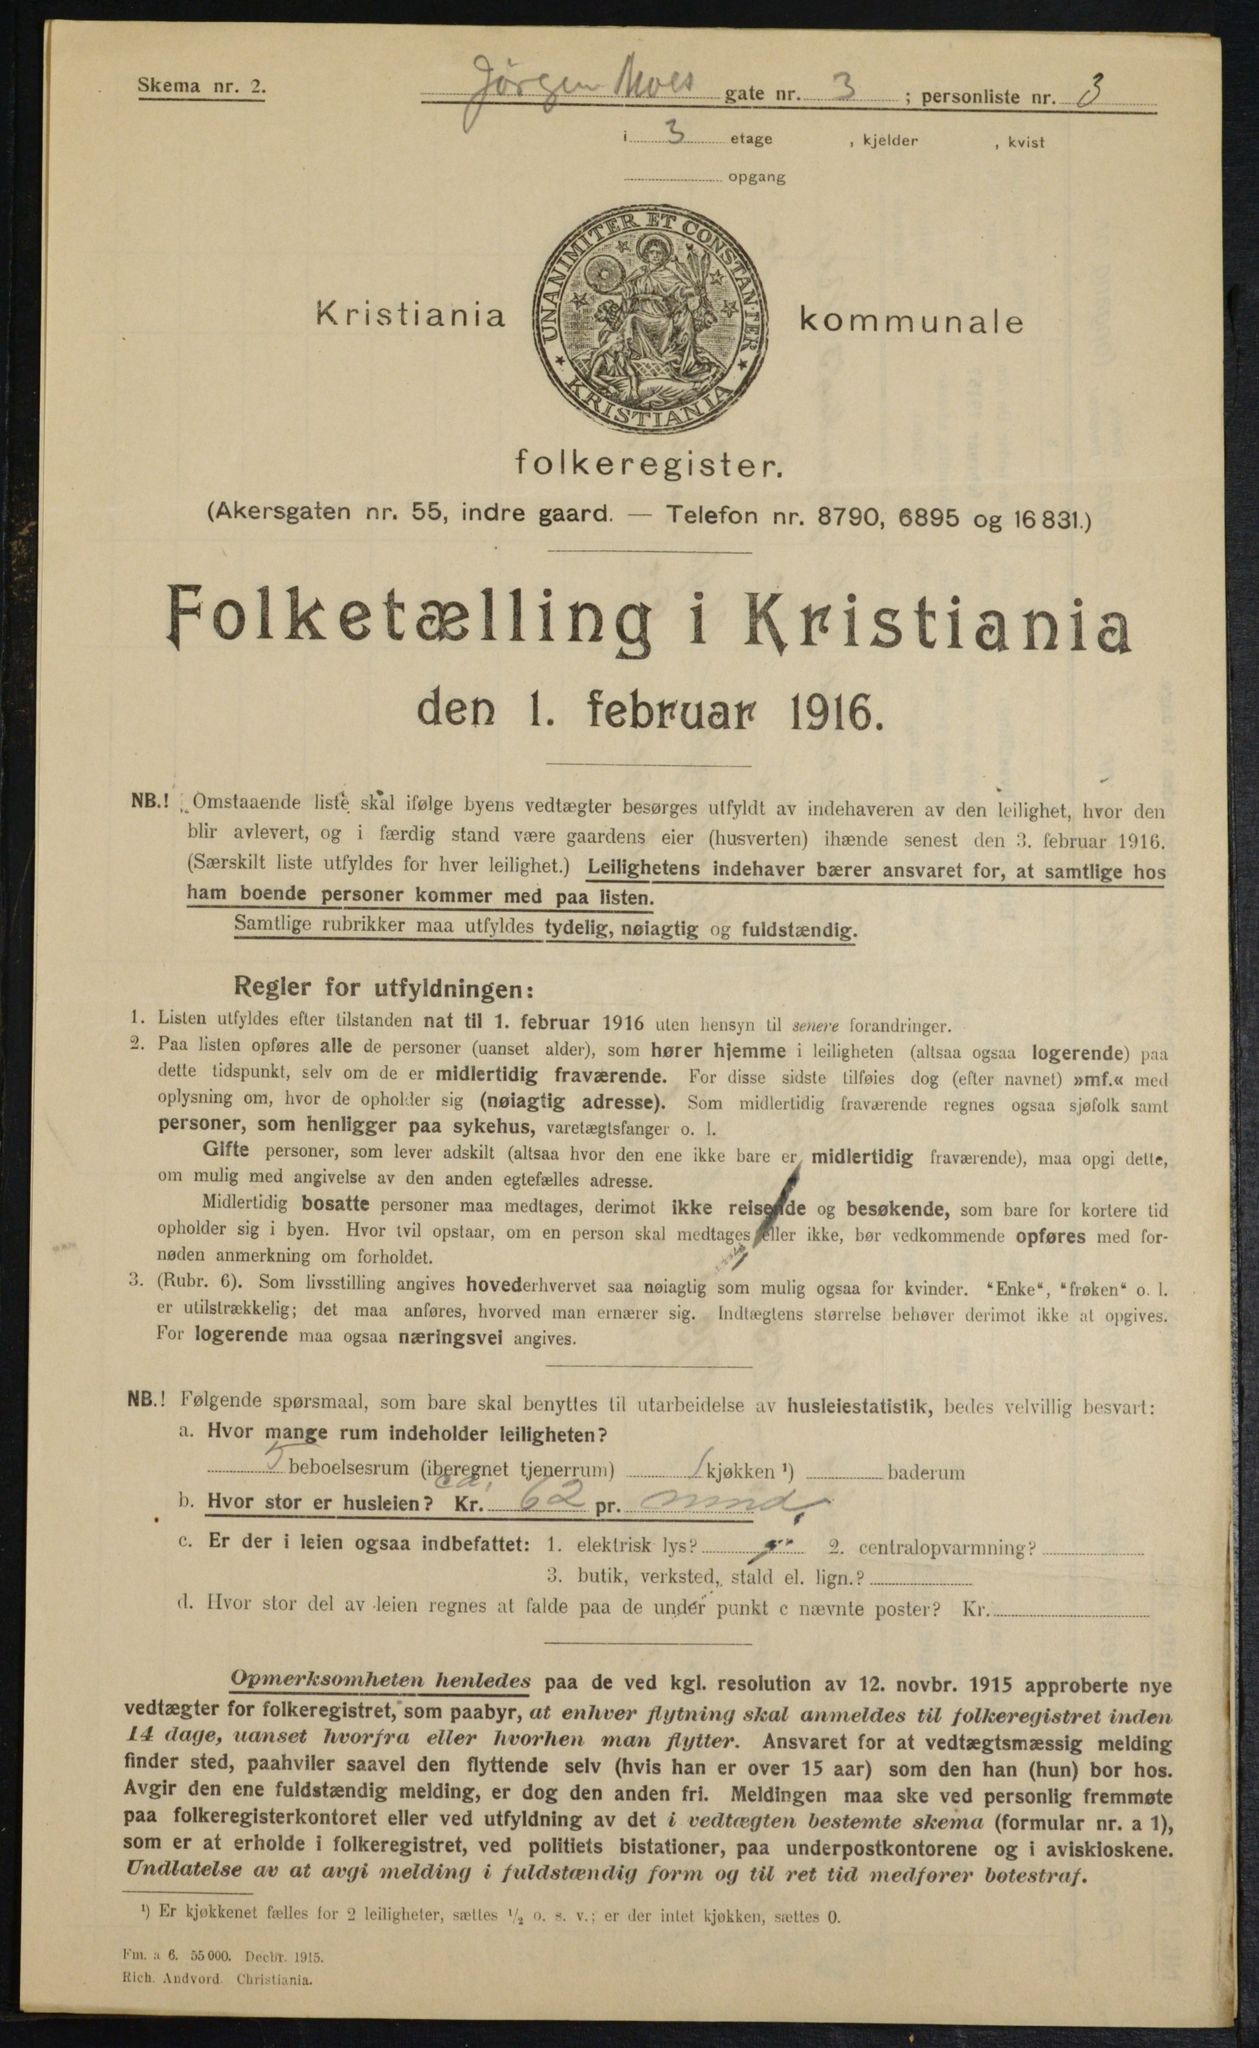 Skema nr. 2.
Jörgen Moes gate nr. 3 ; personliste nr. 3
i 3 etage , kjelder , kvist
opgang
UNANIMITER ET CONSTANTER
KRISTIANIA
Kristiania kommunale
folkeregister.
(Akersgaten nr. 55, indre gaard. — Telefon nr. 8790, 6895 og 16 831.)
Folketælling i Kristiania
den 1. februar 1916.
NB.! Omstaaende liste skal ifølge byens vedtægter besørges utfyldt av indehaveren av den leilighet, hvor den
blir avlevert, og i færdig stand være gaardens eier (husverten) ihænde senest den 3. februar 1916.
(Særskilt liste utfyldes for hver leilighet.) Leilighetens indehaver bærer ansvaret for, at samtlige hos
ham boende personer kommer med paa listen.
Samtlige rubrikker maa utfyldes tydelig, nøiagtig og fuldstændig.
Regler for utfyldningen:
1. Listen utfyldes efter tilstanden nat til 1. februar 1916 uten hensyn til senere forandringer.
2. Paa listen opføres alle de personer (uanset alder), som hører hjemme i leiligheten (altsaa ogsaa logerende) paa
dette tidspunkt, selv om de er midlertidig fraværende. For disse sidste tilføies dog (efter navnet) »mf.« med
oplysning om, hvor de opholder sig (nøiagtig adresse). Som midlertidig fraværende regnes ogsaa sjøfolk samt
personer, som henligger paa sykehus, varetægtsfanger o. l.
Gifte personer, som lever adskilt (altsaa hvor den ene ikke bare er midlertidig fraværende), maa opgi dette,
om mulig med angivelse av den anden egtefælles adresse.
Midlertidig bosatte personer maa medtages, derimot ikke reisende og besøkende, som bare for kortere tid
opholder sig i byen. Hvor tvil opstaar, om en person skal medtages eller ikke, bør vedkommende opføres med for-
nøden anmerkning om forholdet.
3. (Rubr. 6). Som livsstilling angives hovederhvervet saa nøiagtig som mulig ogsaa for kvinder. "Enke", "frøken" o. l.
er utilstrækkelig; det maa anføres, hvorved man ernærer sig. Indtægtens størrelse behøver derimot ikke at opgives.
For logerende maa ogsaa næringsvei angives.
NB.! Følgende spørsmaal, som bare skal benyttes til utarbeidelse av husleiestatistik, bedes velvillig besvart:
a. Hvor mange rum indeholder leiligheten?
5 beboelsesrum (iberegnet tjenerrum) 1 kjøkken ¹) baderum
b. Hvor stor er husleien? Kr. ca. 62 pr. mnd.
c. Er der i leien ogsaa indbefattet: 1. elektrisk lys? 2. centralopvarmning?
3. butik, verksted, stald el. lign.?
d. Hvor stor del av leien regnes at falde paa de under punkt c nævnte poster? Kr.
Opmerksomheten henledes paa de ved kgl. resolution av 12. novbr. 1915 approberte nye
vedtægter for folkeregistret, som paabyr, at enhver flytning skal anmeldes til folkeregistret inden
14 dage, uanset hvorfra eller hvorhen man flytter. Ansvaret for at vedtægtsmæssig melding
finder sted, paahviler saavel den flyttende selv (hvis han er over 15 aar) som den han (hun) bor hos.
Avgir den ene fuldstændig melding, er dog den anden fri. Meldingen maa ske ved personlig fremmøte
paa folkeregisterkontoret eller ved utfyldning av det i vedtægten bestemte skema (formular nr. a 1),
som er at erholde i folkeregistret, ved politiets bistationer, paa underpostkontorene og i aviskioskene.
Undlatelse av at avgi melding i fuldstændig form og til ret tid medfører bøtestraf.
¹) Er kjøkkenet fælles for 2 leiligheter, sættes ½ o. s. v.; er der intet kjøkken, sættes 0.
Fm. a 6. 55 000. Decbr. 1915.
Rich. Andvord. Christiania.